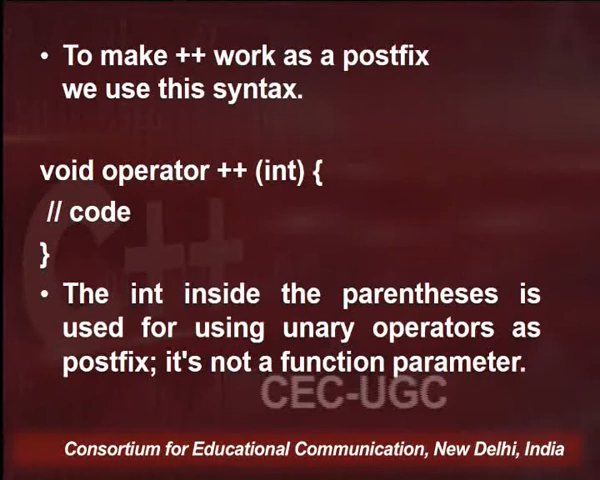 • To make ++ work as a postfix
we use this syntax.
void operator ++ (int) {
// code
}
• The int inside the parentheses is
used for using unary operators as
postfix; it's not a function parameter.
C++
CEC-UGC
Consortium for Educational Communication, New Delhi, India